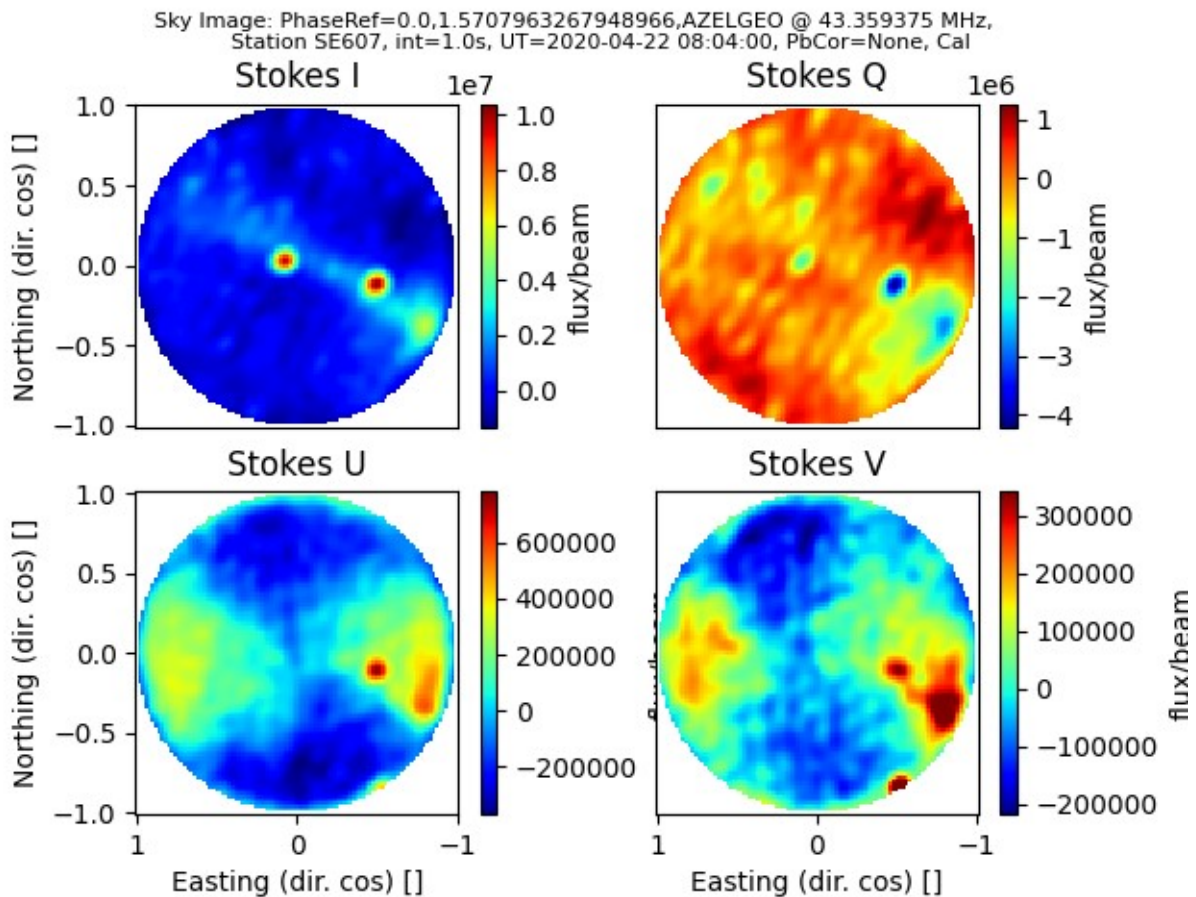 Sky Image: PhaseRef=0.0,1.5707963267948966,AZELGEO @ 43.359375 MHz,
Station SE607, int=1.0s, UT=2020-04-22 08:04:00, PbCor=None, Cal
Stokes I
1e7
Northing (dir. cos) []
1.0
0.5
0.0
−0.5
−1.0
1.0
0.8
0.6
0.4
0.2
0.0
flux/beam
Stokes Q
1e6
1
0
−1
−2
−3
−4
flux/beam
Stokes U
Northing (dir. cos) []
1.0
0.5
0.0
−0.5
−1.0
1
0
−1
Easting (dir. cos) []
600000
400000
200000
0
−200000
Stokes V
1
0
−1
Easting (dir. cos) []
300000
200000
100000
0
−100000
−200000
flux/beam